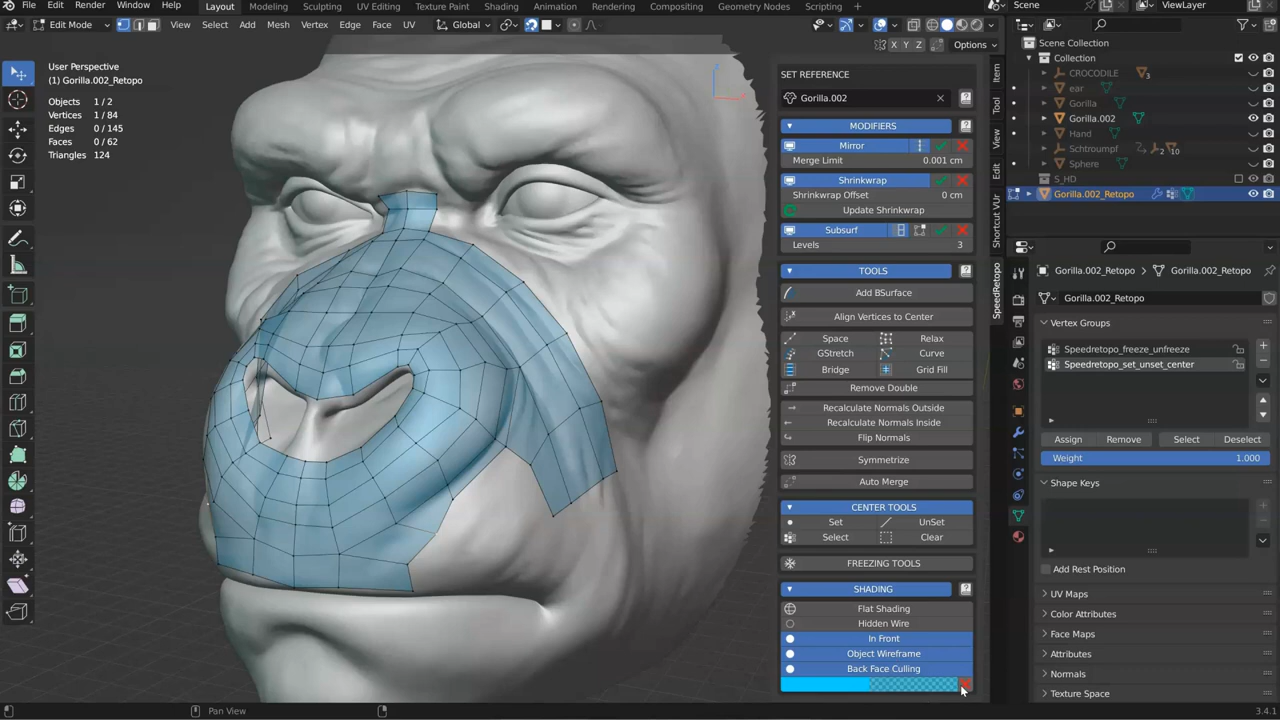 File Edit Render Window Help Layout Modeling Sculpting UV Editing Texture Paint Shading Animation Rendering Compositing Geometry Nodes Scripting + Scene ViewLayer
Edit Mode View Select Add Mesh Vertex Edge Face UV Global
X Y Z Options
User Perspective
(1) Gorilla.002_Retopo
Objects 1/2
Vertices 1/84
Edges 0/145
Faces 0/62
Triangles 124
SET REFERENCE
Gorilla.002
MODIFIERS
Mirror
Merge Limit 0.001 cm
Shrinkwrap
Shrinkwrap Offset 0 cm
Update Shrinkwrap
Subsurf
Levels 3
TOOLS
Add BSurface
Align Vertices to Center
Space Relax
GStretch Curve
Bridge Grid Fill
Remove Double
Recalculate Normals Outside
Recalculate Normals Inside
Flip Normals
Symmetrize
Auto Merge
CENTER TOOLS
Set UnSet
Select Clear
FREEZING TOOLS
SHADING
Flat Shading
Hidden Wire
In Front
Object Wireframe
Back Face Culling
Item
Tool
View
Edit
Shortcut VUr
SpeedRetopo
Scene Collection
Collection
CROCODILE 3
ear
Gorilla
Gorilla.002
Hand
Schtroumpf 2 10
Sphere
S_HD
Gorilla.002_Retopo
Gorilla.002_Retopo Gorilla.002_Retopo
Gorilla.002_Retopo
Vertex Groups
Speedretopo_freeze_unfreeze
Speedretopo_set_unset_center
Assign Remove Select Deselect
Weight 1.000
Shape Keys
Add Rest Position
UV Maps
Color Attributes
Face Maps
Attributes
Normals
Texture Space
Pan View 3.4.1